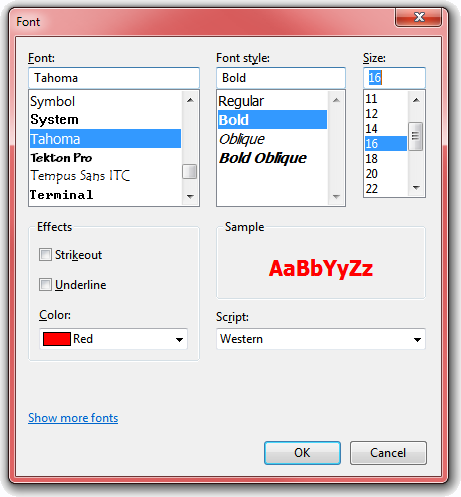 Font
Font: Font style: Size:
Tahoma Bold 16
Symbol Regular 11
System Bold 12
Tahoma Oblique 14
Tekton Pro Bold Oblique 16
Tempus Sans ITC 18
Terminal 20
22
Effects Sample
Strikeout
Underline
AaBbYyZz
Color: Script:
Red Western
Show more fonts
OK Cancel